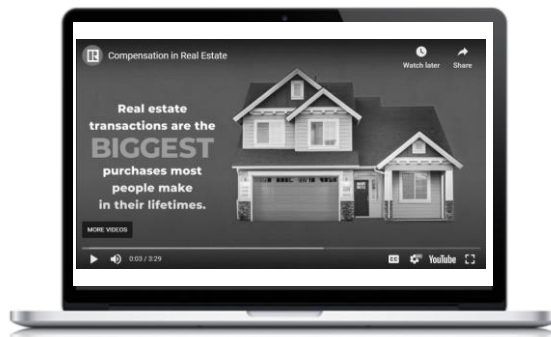 Compensation in Real Estate
Watch later
Share
Real estate
transactions are the
BIGGEST
purchases most
people make
in their lifetimes.
MORE VIDEOS
0:03 / 3:29
CC
YouTube